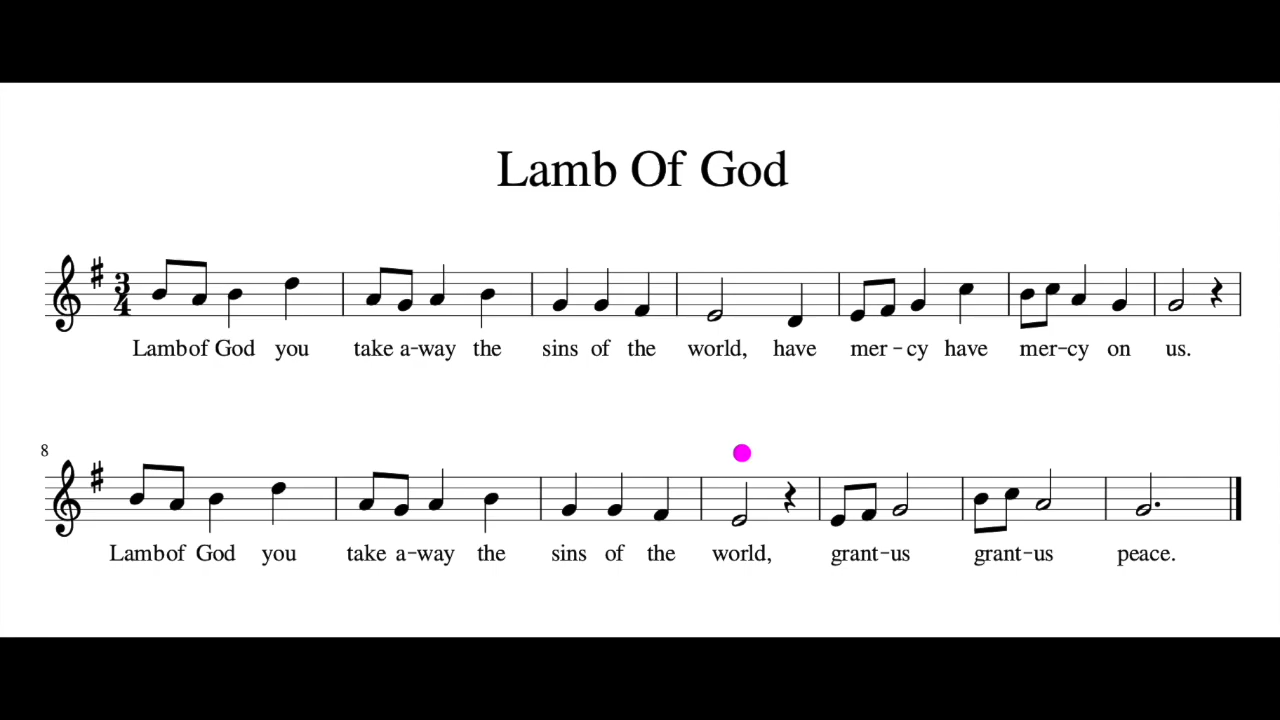 Lamb Of God
3
4
Lamb of God you take a-way the sins of the world, have mer-cy have mer-cy on us.
8
Lamb of God you take a-way the sins of the world, grant-us grant-us peace.